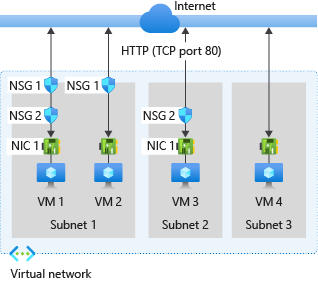 Internet
HTTP (TCP port 80)
NSG 1 NSG 1
NSG 2 NSG 2
NIC 1 NIC 1
VM 1 VM 2 VM 3 VM 4
Subnet 1 Subnet 2 Subnet 3
Virtual network